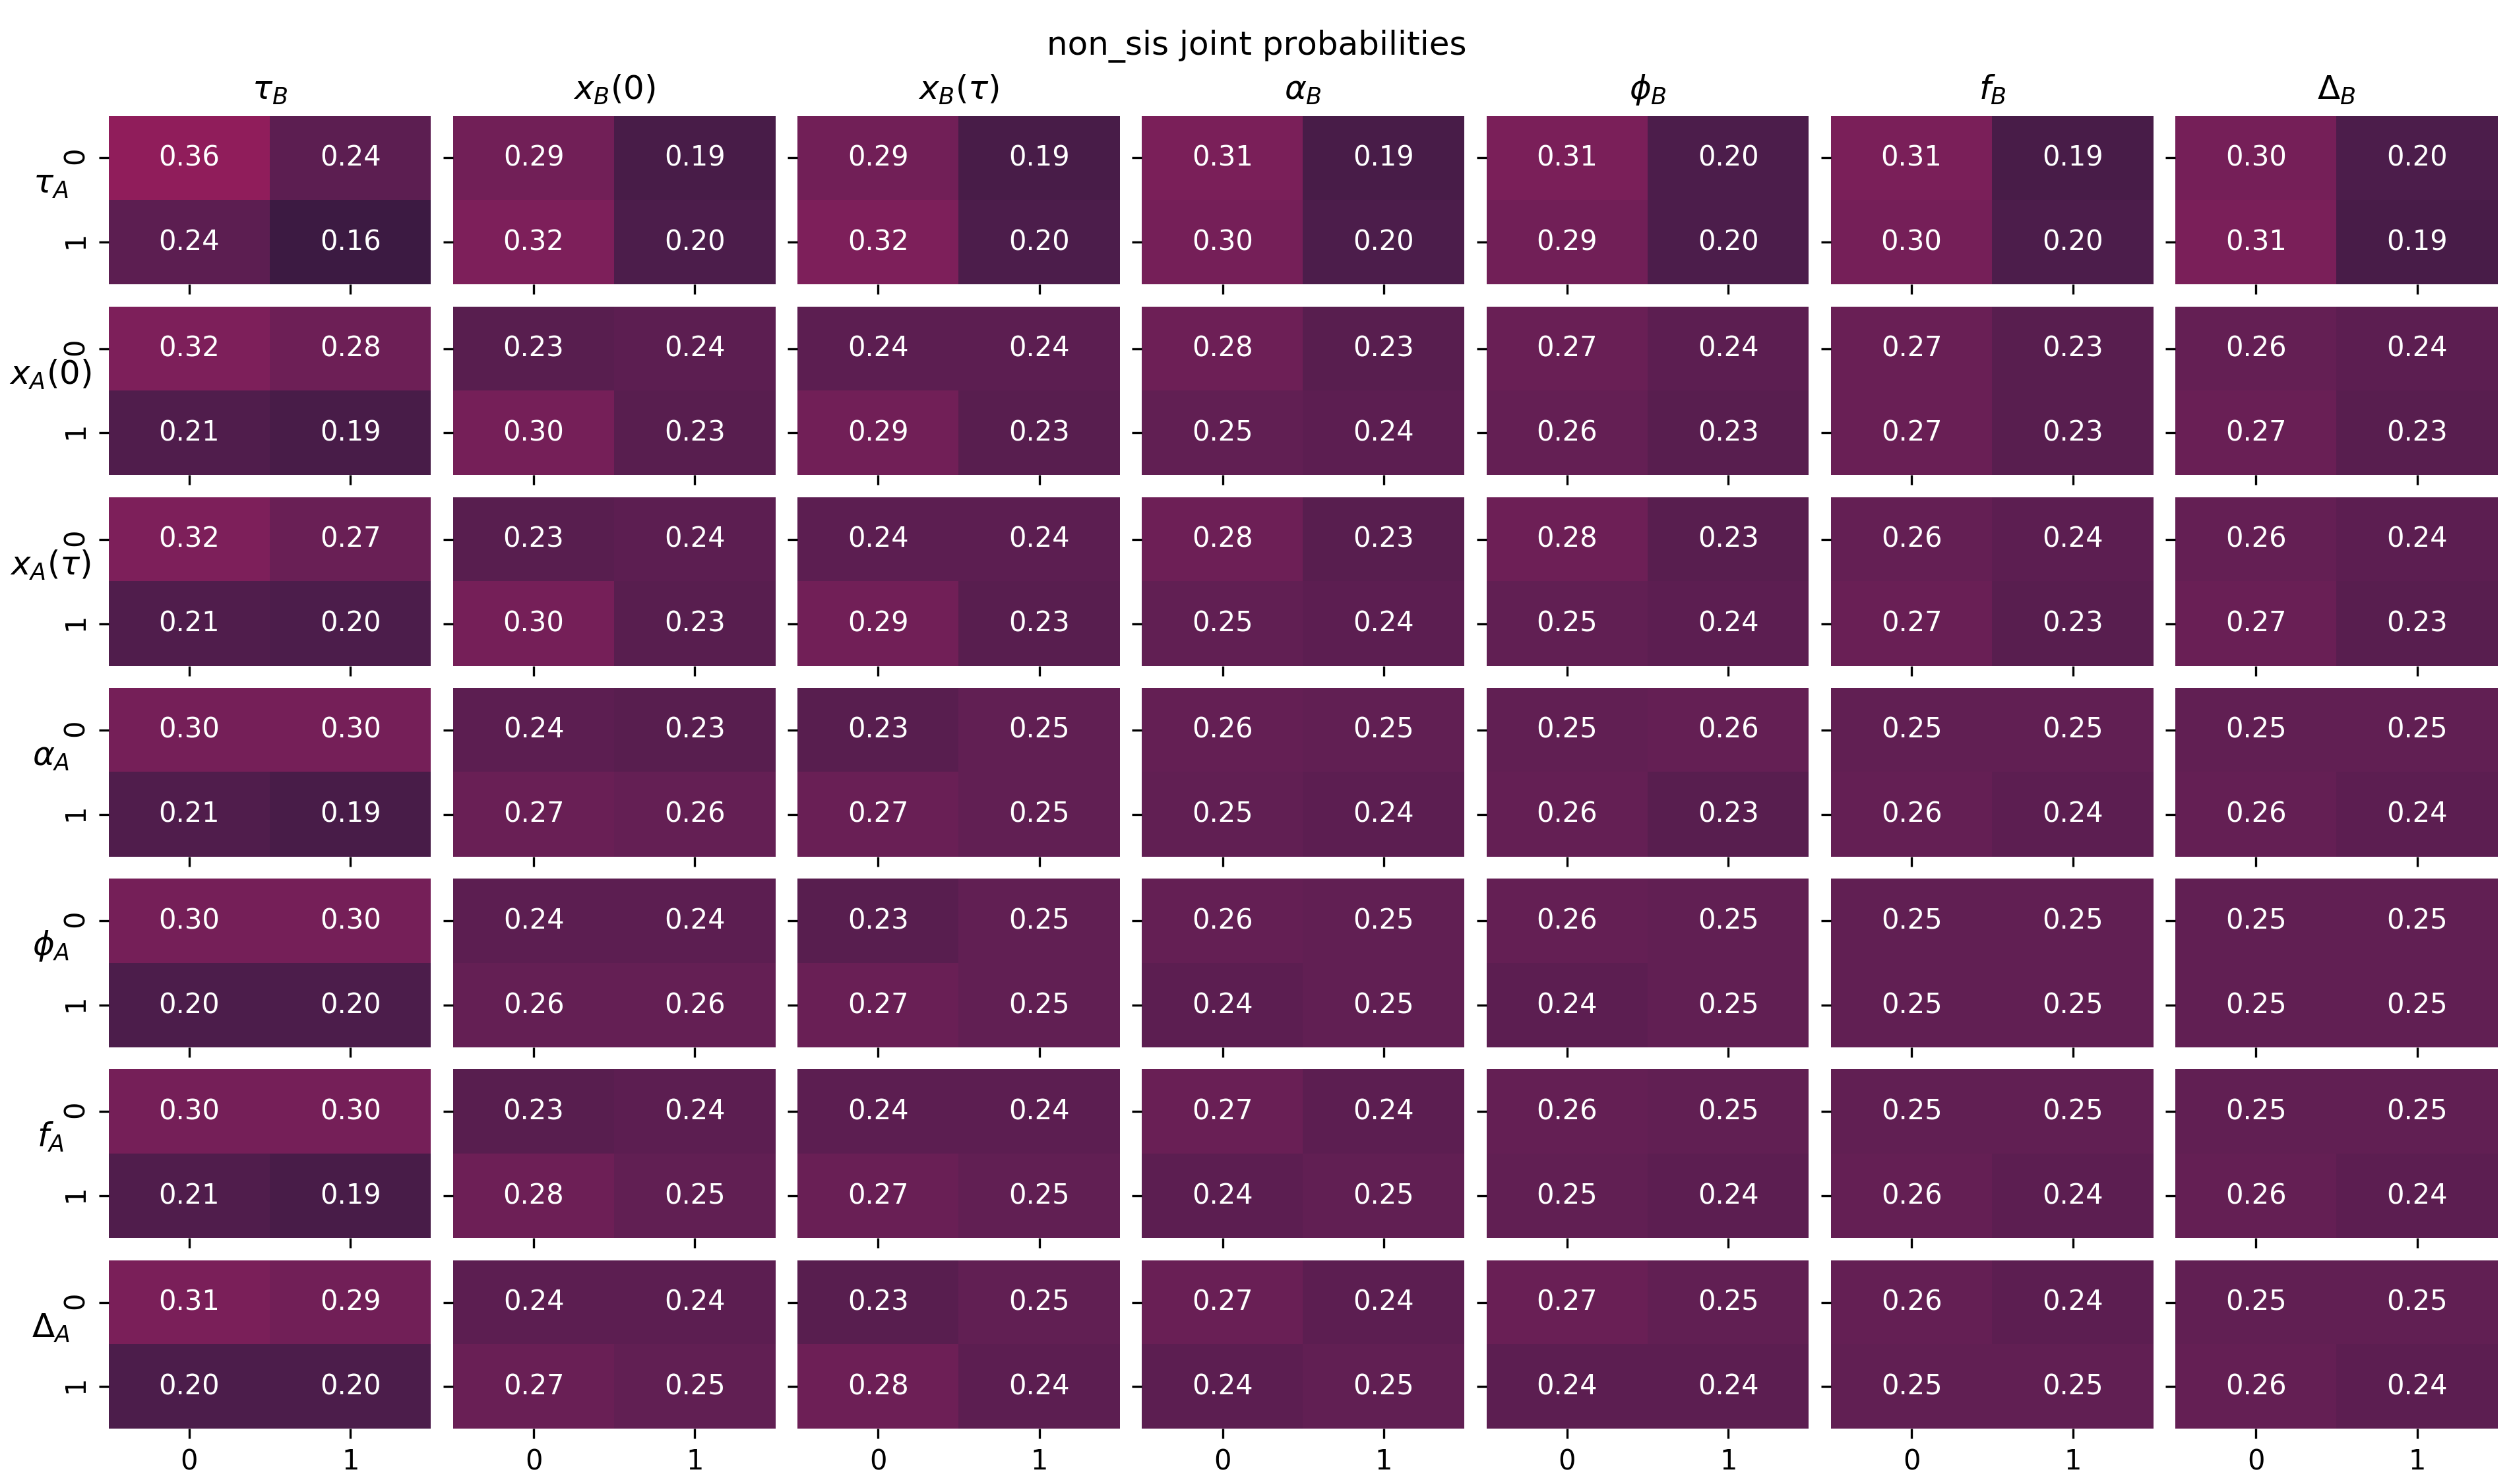 non_sis joint probabilities
τ_B x_B(0) x_B(τ) α_B ϕ_B f_B Δ_B
0 0.36 0.24 0.29 0.19 0.29 0.19 0.31 0.19 0.31 0.20 0.31 0.19 0.30 0.20
τ_A
1 0.24 0.16 0.32 0.20 0.32 0.20 0.30 0.20 0.29 0.20 0.30 0.20 0.31 0.19
0 0.32 0.28 0.23 0.24 0.24 0.24 0.28 0.23 0.27 0.24 0.27 0.23 0.26 0.24
x_A(0)
1 0.21 0.19 0.30 0.23 0.29 0.23 0.25 0.24 0.26 0.23 0.27 0.23 0.27 0.23
0 0.32 0.27 0.23 0.24 0.24 0.24 0.28 0.23 0.28 0.23 0.26 0.24 0.26 0.24
x_A(τ)
1 0.21 0.20 0.30 0.23 0.29 0.23 0.25 0.24 0.25 0.24 0.27 0.23 0.27 0.23
0 0.30 0.30 0.24 0.23 0.23 0.25 0.26 0.25 0.25 0.26 0.25 0.25 0.25 0.25
α_A
1 0.21 0.19 0.27 0.26 0.27 0.25 0.25 0.24 0.26 0.23 0.26 0.24 0.26 0.24
0 0.30 0.30 0.24 0.24 0.23 0.25 0.26 0.25 0.26 0.25 0.25 0.25 0.25 0.25
ϕ_A
1 0.20 0.20 0.26 0.26 0.27 0.25 0.24 0.25 0.24 0.25 0.25 0.25 0.25 0.25
0 0.30 0.30 0.23 0.24 0.24 0.24 0.27 0.24 0.26 0.25 0.25 0.25 0.25 0.25
f_A
1 0.21 0.19 0.28 0.25 0.27 0.25 0.24 0.25 0.25 0.24 0.26 0.24 0.26 0.24
0 0.31 0.29 0.24 0.24 0.23 0.25 0.27 0.24 0.27 0.25 0.26 0.24 0.25 0.25
Δ_A
1 0.20 0.20 0.27 0.25 0.28 0.24 0.24 0.25 0.24 0.24 0.25 0.25 0.26 0.24
0 1 0 1 0 1 0 1 0 1 0 1 0 1